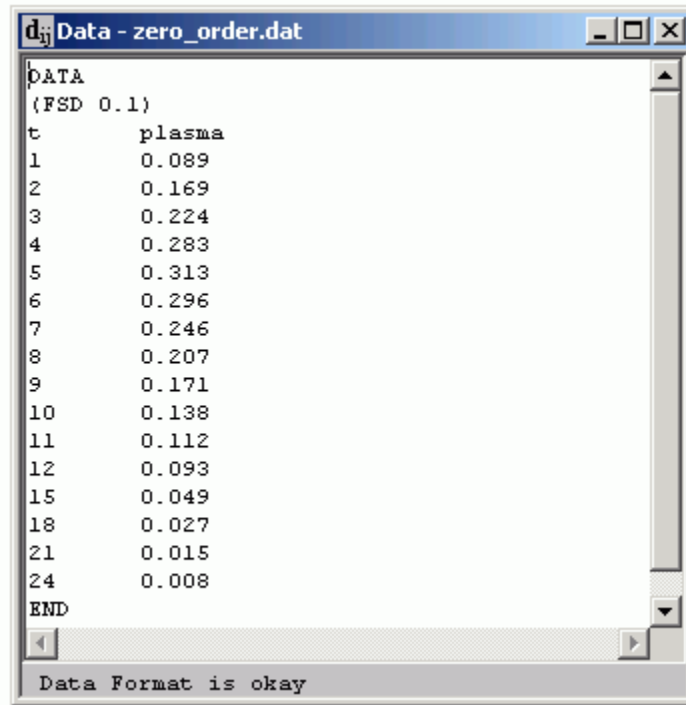 dij Data - zero_order.dat
DATA
(FSD 0.1)
t plasma
1 0.089
2 0.169
3 0.224
4 0.283
5 0.313
6 0.296
7 0.246
8 0.207
9 0.171
10 0.138
11 0.112
12 0.093
15 0.049
18 0.027
21 0.015
24 0.008
END
Data Format is okay